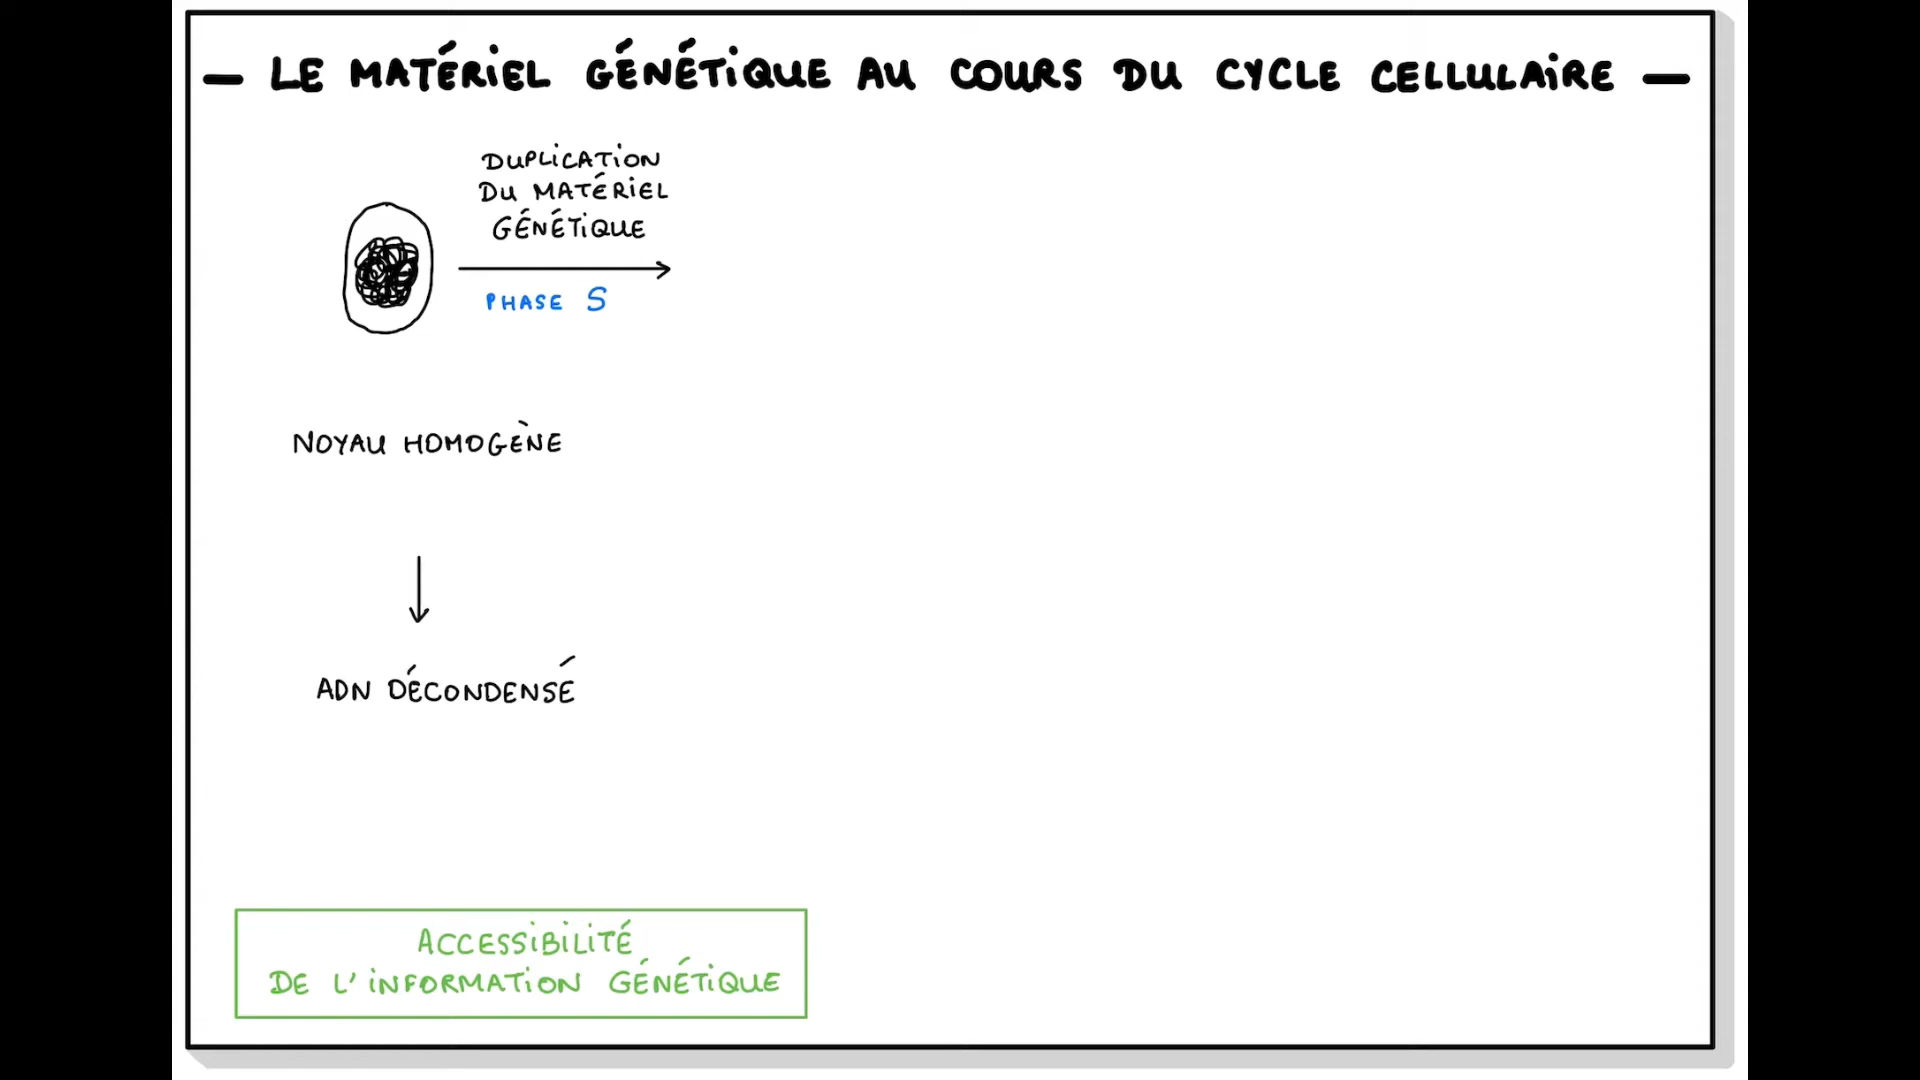 — LE MATÉRIEL GÉNÉTIQUE AU COURS DU CYCLE CELLULAIRE —
DUPLICATION
DU MATÉRIEL
GÉNÉTIQUE
PHASE S
NOYAU HOMOGÈNE
ADN DÉCONDENSÉ
ACCESSIBILITÉ
DE L'INFORMATION GÉNÉTIQUE